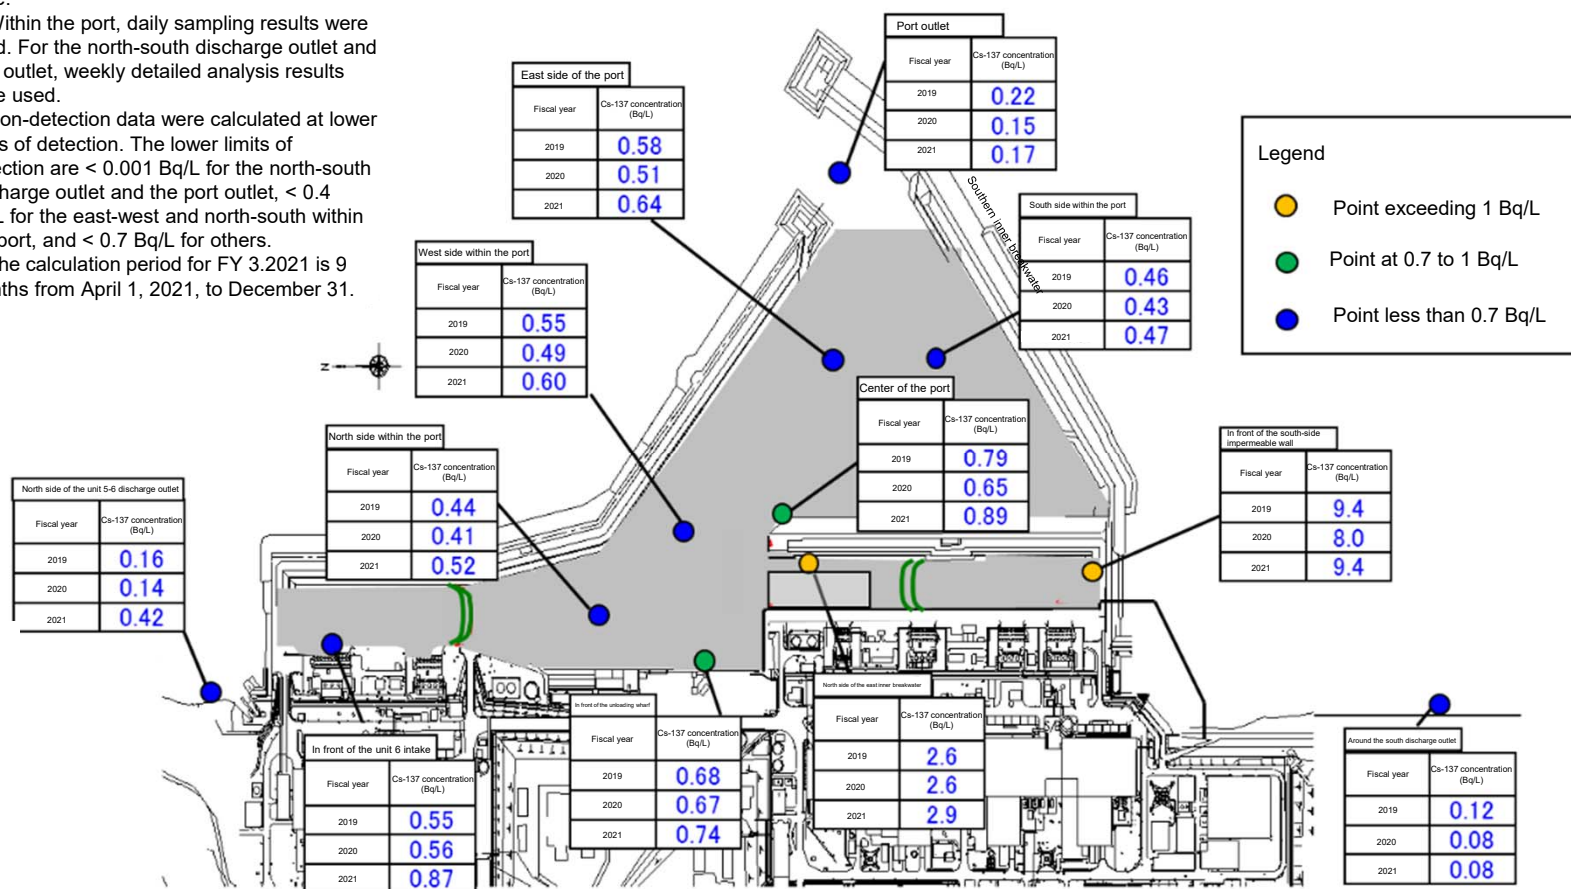 Within the port, daily sampling results were
For the north-south discharge outlet and
outlet, weekly detailed analysis results
used.
on-detection data were calculated at lower
of detection. The lower limits of
are < 0.001 Bq/L for the north-south
outlet and the port outlet, < 0.4
for the east-west and north-south within
port, and < 0.7 Bq/L for others.
he calculation period for FY 3.2021 is 9
ths from April 1, 2021, to December 31.
Port outlet
Fiscal year Cs-137 concentration
(Bq/L)
2019 0.22
2020 0.15
2021 0.17
East side of the port
Fiscal year Cs-137 concentration
(Bq/L)
2019 0.58
2020 0.51
2021 0.64
Legend
Point exceeding 1 Bq/L
Point at 0.7 to 1 Bq/L
Point less than 0.7 Bq/L
Southern inner breakwater
South side within the port
Fiscal year Cs-137 concentration
(Bq/L)
2019 0.46
2020 0.43
2021 0.47
West side within the port
Fiscal year Cs-137 concentration
(Bq/L)
2019 0.55
2020 0.49
2021 0.60
N
Center of the port
Fiscal year Cs-137 concentration
(Bq/L)
2019 0.79
2020 0.65
2021 0.89
North side within the port
Fiscal year Cs-137 concentration
(Bq/L)
2019 0.44
2020 0.41
2021 0.52
In front of the south-side
impermeable wall
Fiscal year Cs-137 concentration
(Bq/L)
2019 9.4
2020 8.0
2021 9.4
North side of the unit 5-6 discharge outlet
Fiscal year Cs-137 concentration
(Bq/L)
2019 0.16
2020 0.14
2021 0.42
North side of the east inner breakwater
Fiscal year Cs-137 concentration
(Bq/L)
2019 2.6
2020 2.6
2021 2.9
In front of the unloading wharf
Fiscal year Cs-137 concentration
(Bq/L)
2019 0.68
2020 0.67
2021 0.74
In front of the unit 6 intake
Fiscal year Cs-137 concentration
(Bq/L)
2019 0.55
2020 0.56
2021 0.87
Around the south discharge outlet
Fiscal year Cs-137 concentration
(Bq/L)
2019 0.12
2020 0.08
2021 0.08